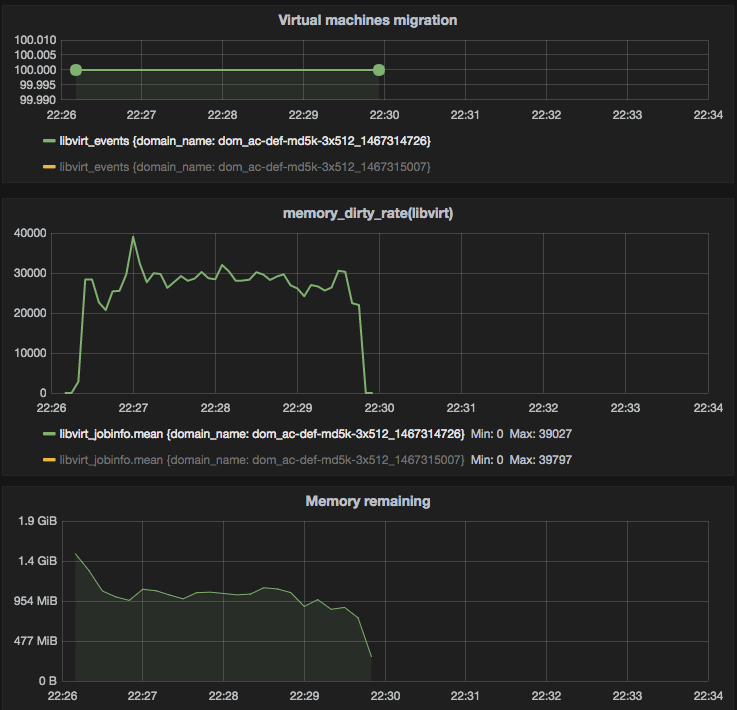 Virtual machines migration
100.010
100.005
100.000
99.995
99.990
22:26 22:27 22:28 22:29 22:30 22:31 22:32 22:33 22:34
libvirt_events {domain_name: dom_ac-def-md5k-3x512_1467314726}
libvirt_events {domain_name: dom_ac-def-md5k-3x512_1467315007}
memory_dirty_rate(libvirt)
40000
30000
20000
10000
0
22:26 22:27 22:28 22:29 22:30 22:31 22:32 22:33 22:34
libvirt_jobinfo.mean {domain_name: dom_ac-def-md5k-3x512_1467314726} Min: 0 Max: 39027
libvirt_jobinfo.mean {domain_name: dom_ac-def-md5k-3x512_1467315007} Min: 0 Max: 39797
Memory remaining
1.9 GiB
1.4 GiB
954 MiB
477 MiB
0 B
22:26 22:27 22:28 22:29 22:30 22:31 22:32 22:33 22:34